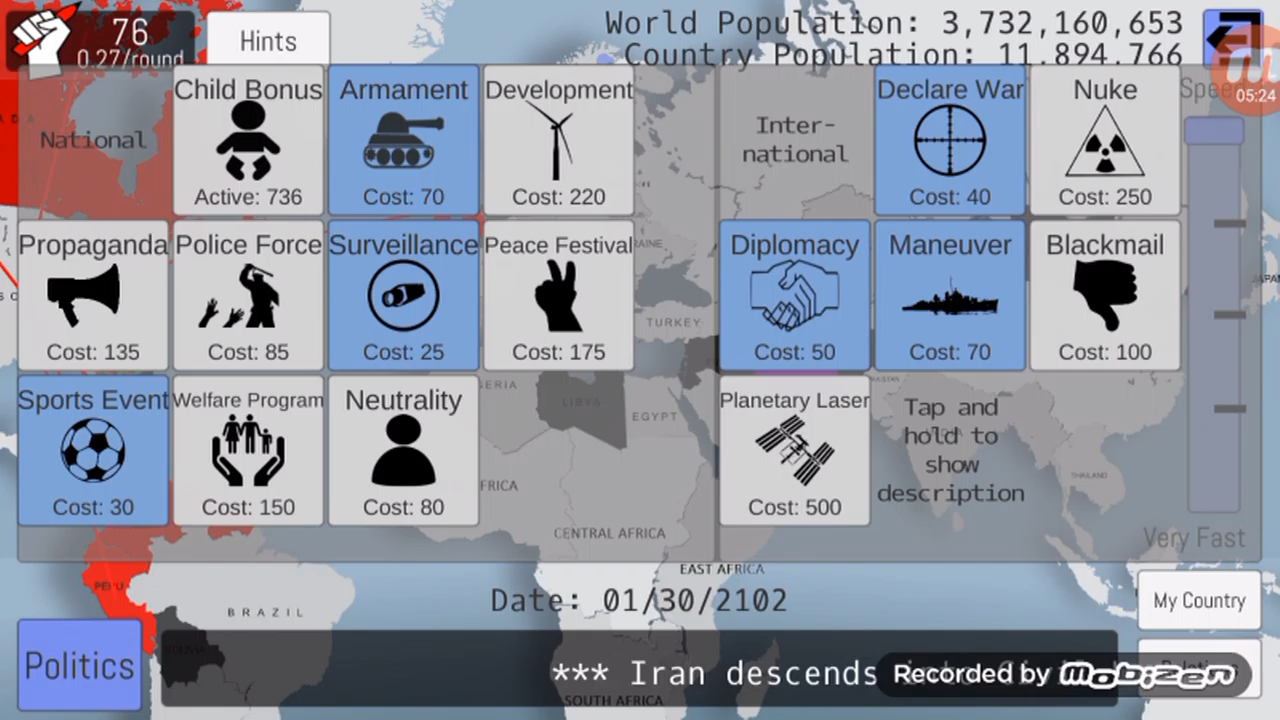 76
0.27/round
Hints
World Population: 3,732,160,653
Country Population: 11,894,766
05:24
National
Child Bonus
Active: 736
Armament
Cost: 70
Development
Cost: 220
Inter-
national
Declare War
Cost: 40
Nuke
Cost: 250
Propaganda
Cost: 135
Police Force
Cost: 85
Surveillance
Cost: 25
Peace Festival
Cost: 175
Diplomacy
Cost: 50
Maneuver
Cost: 70
Blackmail
Cost: 100
Sports Event
Cost: 30
Welfare Program
Cost: 150
Neutrality
Cost: 80
Planetary Laser
Cost: 500
Tap and
hold to
show
description
Very Fast
TURKEY
LIBYA
EGYPT
THAILAND
CENTRAL AFRICA
EAST AFRICA
PERU
BRAZIL
BOLIVIA
SOUTH AFRICA
Date: 01/30/2102
My Country
Politics
*** Iran descends
Recorded by Mobizen